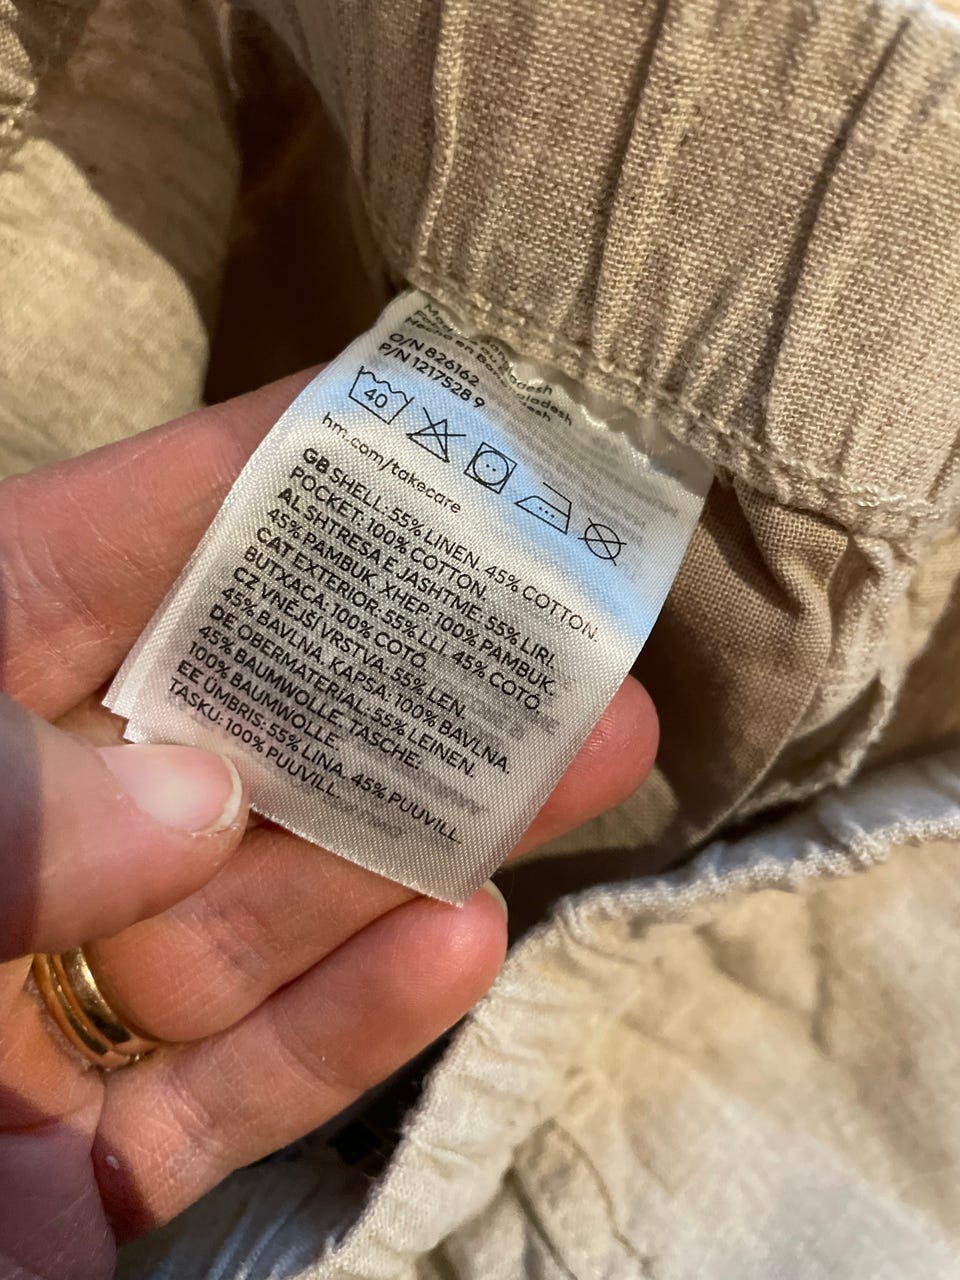 Bangladesh
O/N 826162
P/N 1217528 9
40
hm.com/takecare
GB SHELL: 55% LINEN. 45% COTTON.
POCKET: 100% COTTON.
AL SHTRESA E JASHTME: 55% LIRI.
45% PAMBUK. XHEP: 100% PAMBUK.
CAT EXTERIOR: 55% LLI. 45% COTÓ.
BUTXACA: 100% COTÓ.
CZ VNEJŠÍ VRSTVA: 55% LEN.
45% BAVLNA. KAPSA: 100% BAVLNA.
DE OBERMATERIAL: 55% LEINEN.
45% BAUMWOLLE. TASCHE:
100% BAUMWOLLE.
EE ÜMBRIS: 55% LINA. 45% PUUVILL.
TASKU: 100% PUUVILL.